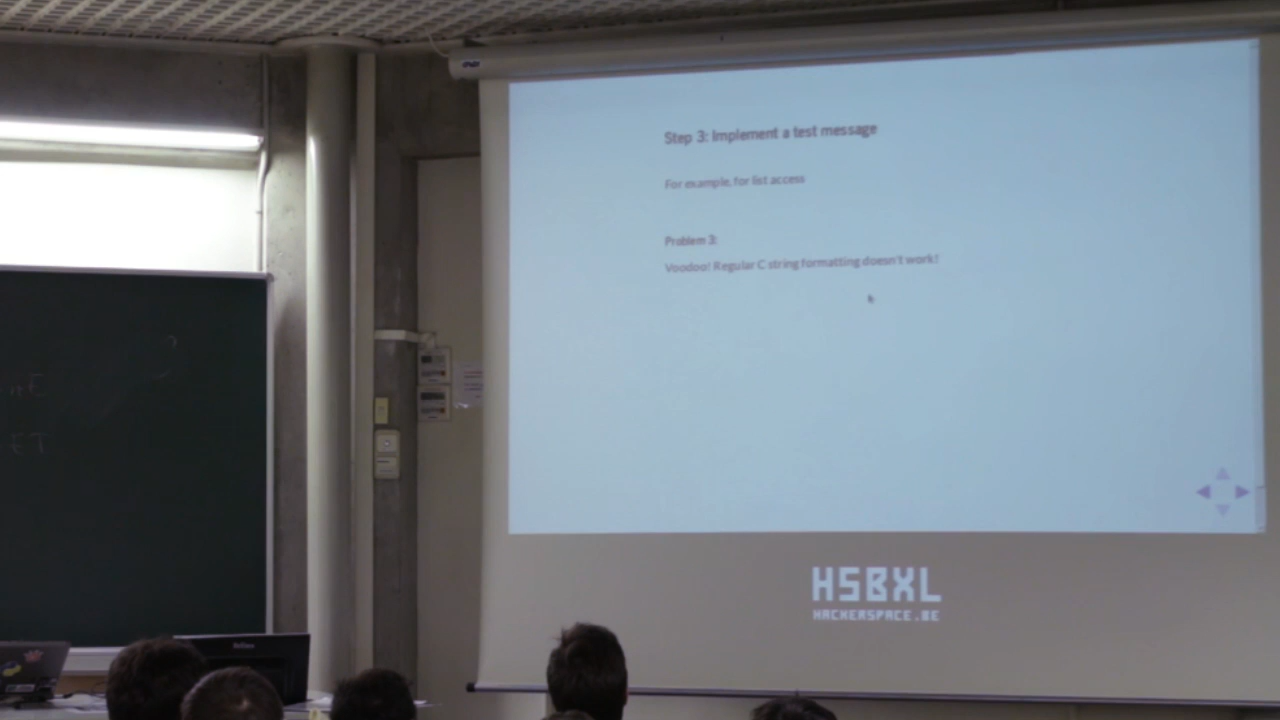 Step 3: Implement a test message
For example, for list access
Problem 3:
Voodoo! Regular C string formatting doesn't work!
HSBXL
HACKERSPACE.BE